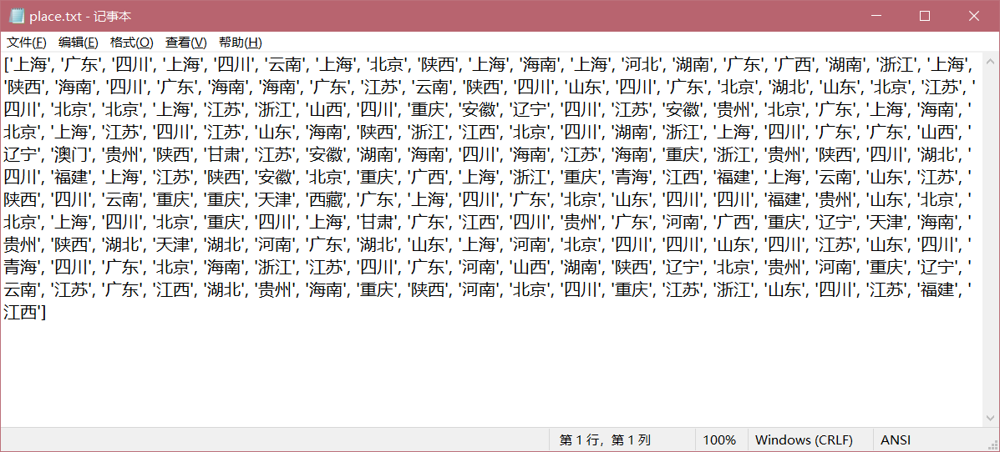 place.txt - 记事本
文件(F) 编辑(E) 格式(O) 查看(V) 帮助(H)
['上海', '广东', '四川', '上海', '四川', '云南', '上海', '北京', '陕西', '上海', '海南', '上海', '河北', '湖南', '广东', '广西', '湖南', '浙江', '上海',
'陕西', '海南', '四川', '广东', '海南', '海南', '广东', '江苏', '云南', '陕西', '四川', '山东', '四川', '广东', '北京', '湖北', '山东', '北京', '江苏', '
四川', '北京', '北京', '上海', '江苏', '浙江', '山西', '四川', '重庆', '安徽', '辽宁', '四川', '江苏', '安徽', '贵州', '北京', '广东', '上海', '海南', '
北京', '上海', '江苏', '四川', '江苏', '山东', '海南', '陕西', '浙江', '江西', '北京', '四川', '湖南', '浙江', '上海', '四川', '广东', '广东', '山西', '
辽宁', '澳门', '贵州', '陕西', '甘肃', '江苏', '安徽', '湖南', '海南', '四川', '海南', '江苏', '海南', '重庆', '浙江', '贵州', '陕西', '四川', '湖北', '
四川', '福建', '上海', '江苏', '陕西', '安徽', '北京', '重庆', '广西', '上海', '浙江', '重庆', '青海', '江西', '福建', '上海', '云南', '山东', '江苏', '
陕西', '四川', '云南', '重庆', '重庆', '天津', '西藏', '广东', '上海', '四川', '广东', '北京', '山东', '四川', '四川', '福建', '贵州', '山东', '北京', '
北京', '上海', '四川', '北京', '重庆', '四川', '上海', '甘肃', '广东', '江西', '四川', '贵州', '广东', '河南', '广西', '重庆', '辽宁', '天津', '海南', '
贵州', '陕西', '湖北', '天津', '湖北', '河南', '广东', '湖北', '山东', '上海', '河南', '北京', '四川', '四川', '山东', '四川', '江苏', '山东', '四川', '
青海', '四川', '广东', '北京', '海南', '浙江', '江苏', '四川', '广东', '河南', '山西', '湖南', '陕西', '辽宁', '北京', '贵州', '河南', '重庆', '辽宁', '
云南', '江苏', '广东', '江西', '湖北', '贵州', '海南', '重庆', '陕西', '河南', '北京', '四川', '重庆', '江苏', '浙江', '山东', '四川', '江苏', '福建', '
江西']
第 1 行，第 1 列 100% Windows (CRLF) ANSI